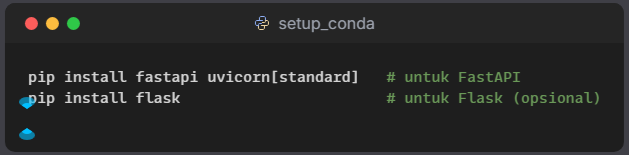 setup_conda
pip install fastapi uvicorn[standard]   # untuk FastAPI
pip install flask                       # untuk Flask (opsional)